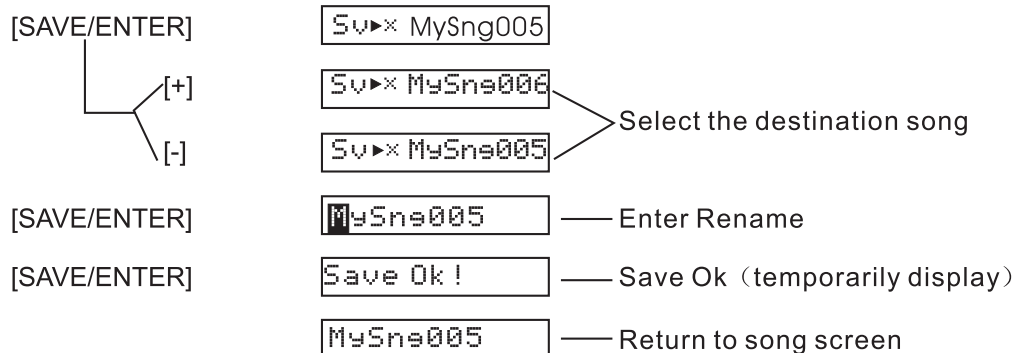 [SAVE/ENTER] Sv▸× MySng005
[+] Sv▸× MySng006
Select the destination song
[-] Sv▸× MySng005
[SAVE/ENTER] MySng005 Enter Rename
[SAVE/ENTER] Save Ok! Save Ok（temporarily display）
MySng005 Return to song screen